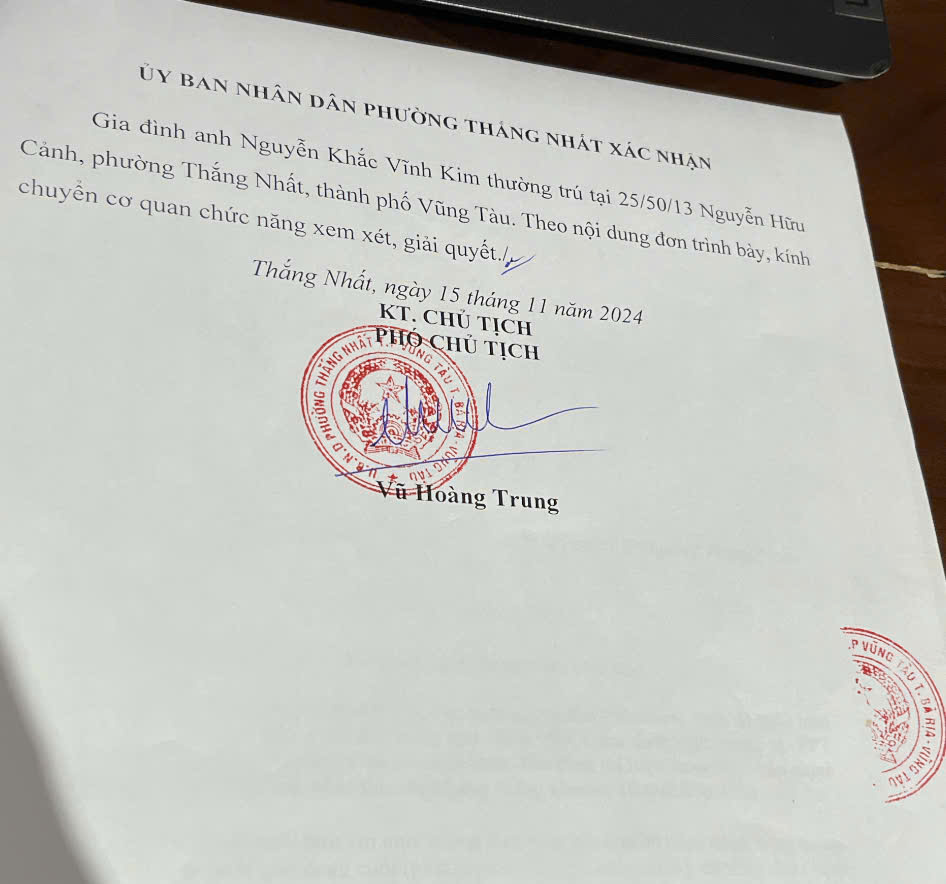 ỦY BAN NHÂN DÂN PHƯỜNG THẮNG NHẤT XÁC NHẬN
Gia đình anh Nguyễn Khắc Vĩnh Kim thường trú tại 25/50/13 Nguyễn Hữu
Cảnh, phường Thắng Nhất, thành phố Vũng Tàu. Theo nội dung đơn trình bày, kính
chuyển cơ quan chức năng xem xét, giải quyết./.
Thắng Nhất, ngày 15 tháng 11 năm 2024
KT. CHỦ TỊCH
PHÓ CHỦ TỊCH
U.B.N.D PHƯỜNG THẮNG NHẤT T.P VŨNG TÀU T. BÀ RỊA - VŨNG TÀU
Vũ Hoàng Trung
.P VŨNG TÀU T. BÀ RỊA - VŨNG TÀU